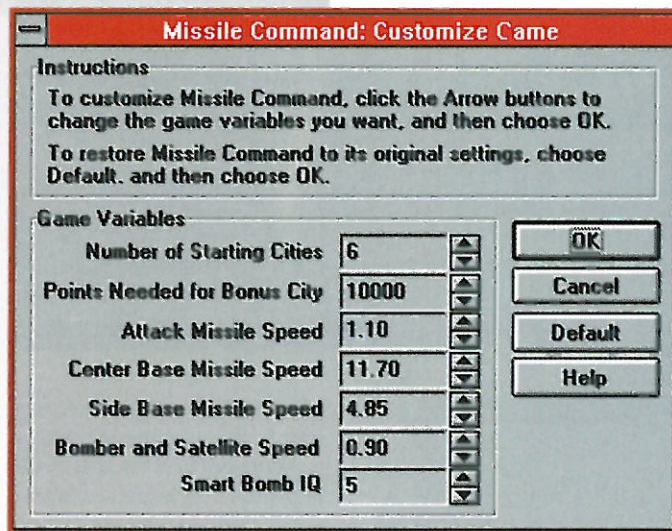 Missile Command: Customize Came
Instructions
To customize Missile Command, click the Arrow buttons to
change the game variables you want, and then choose OK.
To restore Missile Command to its original settings, choose
Default. and then choose OK.
Game Variables
Number of Starting Cities 6
Points Needed for Bonus City 10000
Attack Missile Speed 1.10
Center Base Missile Speed 11.70
Side Base Missile Speed 4.85
Bomber and Satellite Speed 0.90
Smart Bomb IQ 5
OK
Cancel
Default
Help